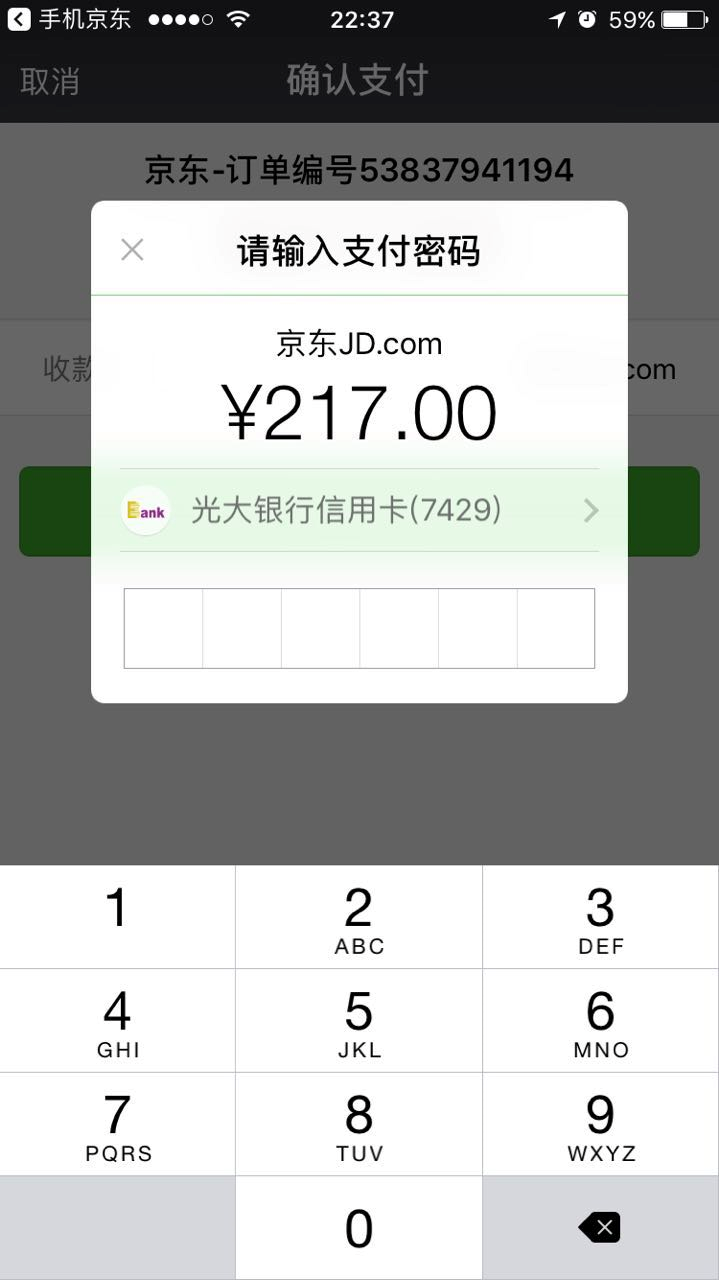 手机京东 22:37 59%
取消 确认支付
京东-订单编号53837941194
请输入支付密码
京东JD.com
¥217.00
收款 com
Bank 光大银行信用卡(7429)
1 2 3
ABC DEF
4 5 6
GHI JKL MNO
7 8 9
PQRS TUV WXYZ
0